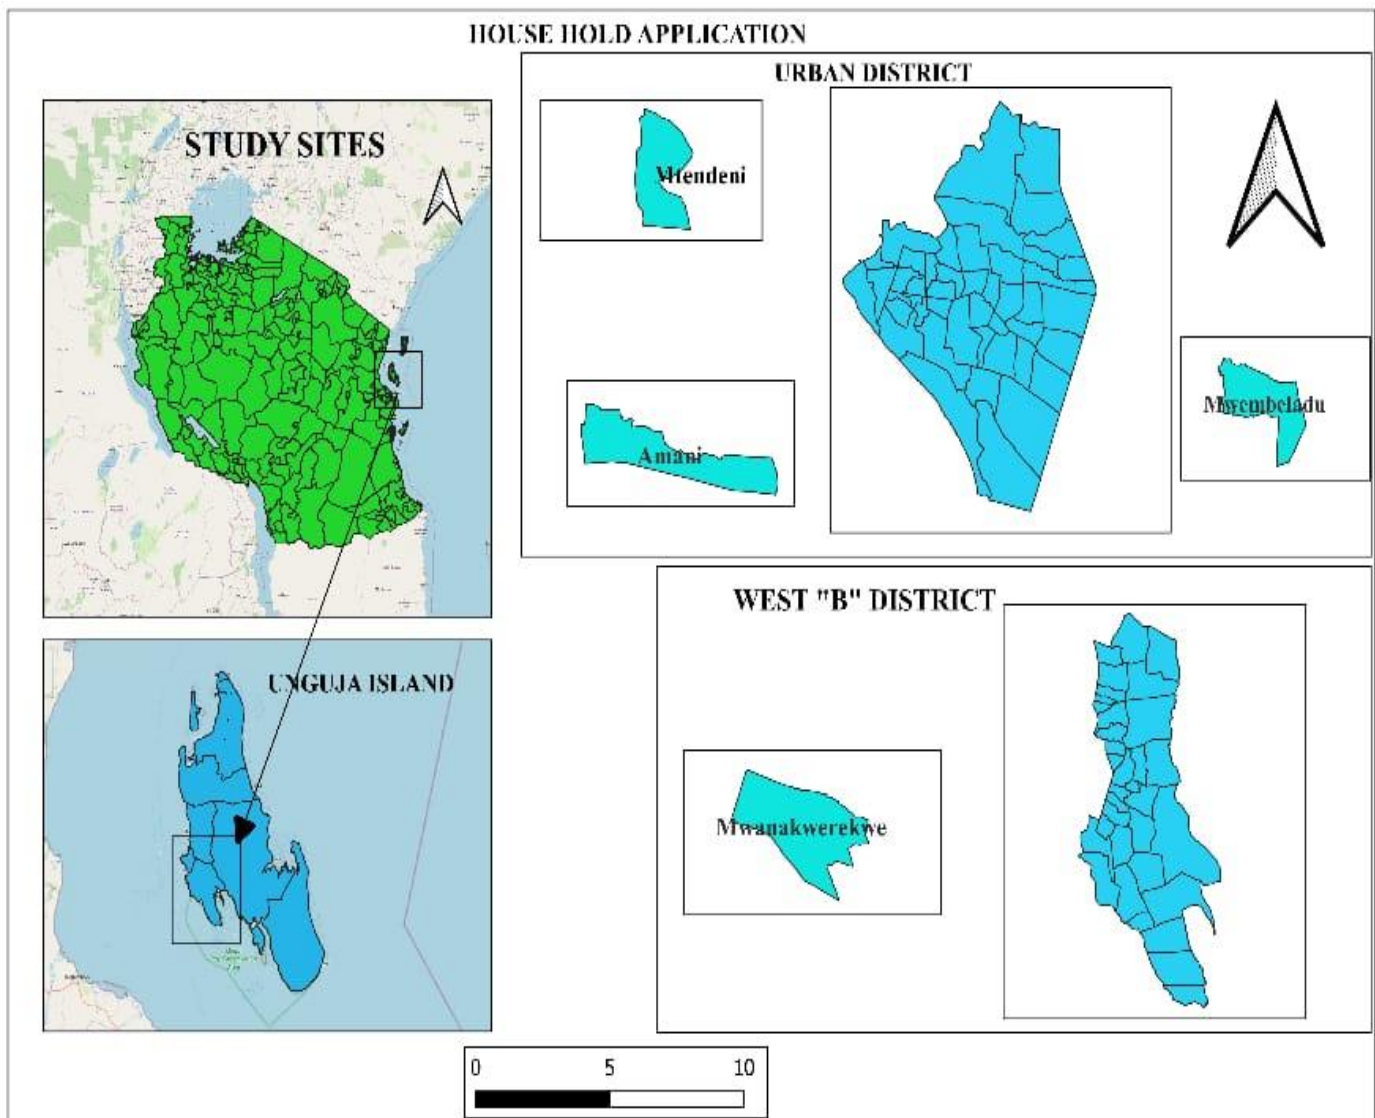 HOUSE HOLD APPLICATION
URBAN DISTRICT
STUDY SITES
Mtendeni
Amani
Mwembeladu
UNGUJA ISLAND
WEST "B" DISTRICT
Mwanakwerekwe
0 5 10